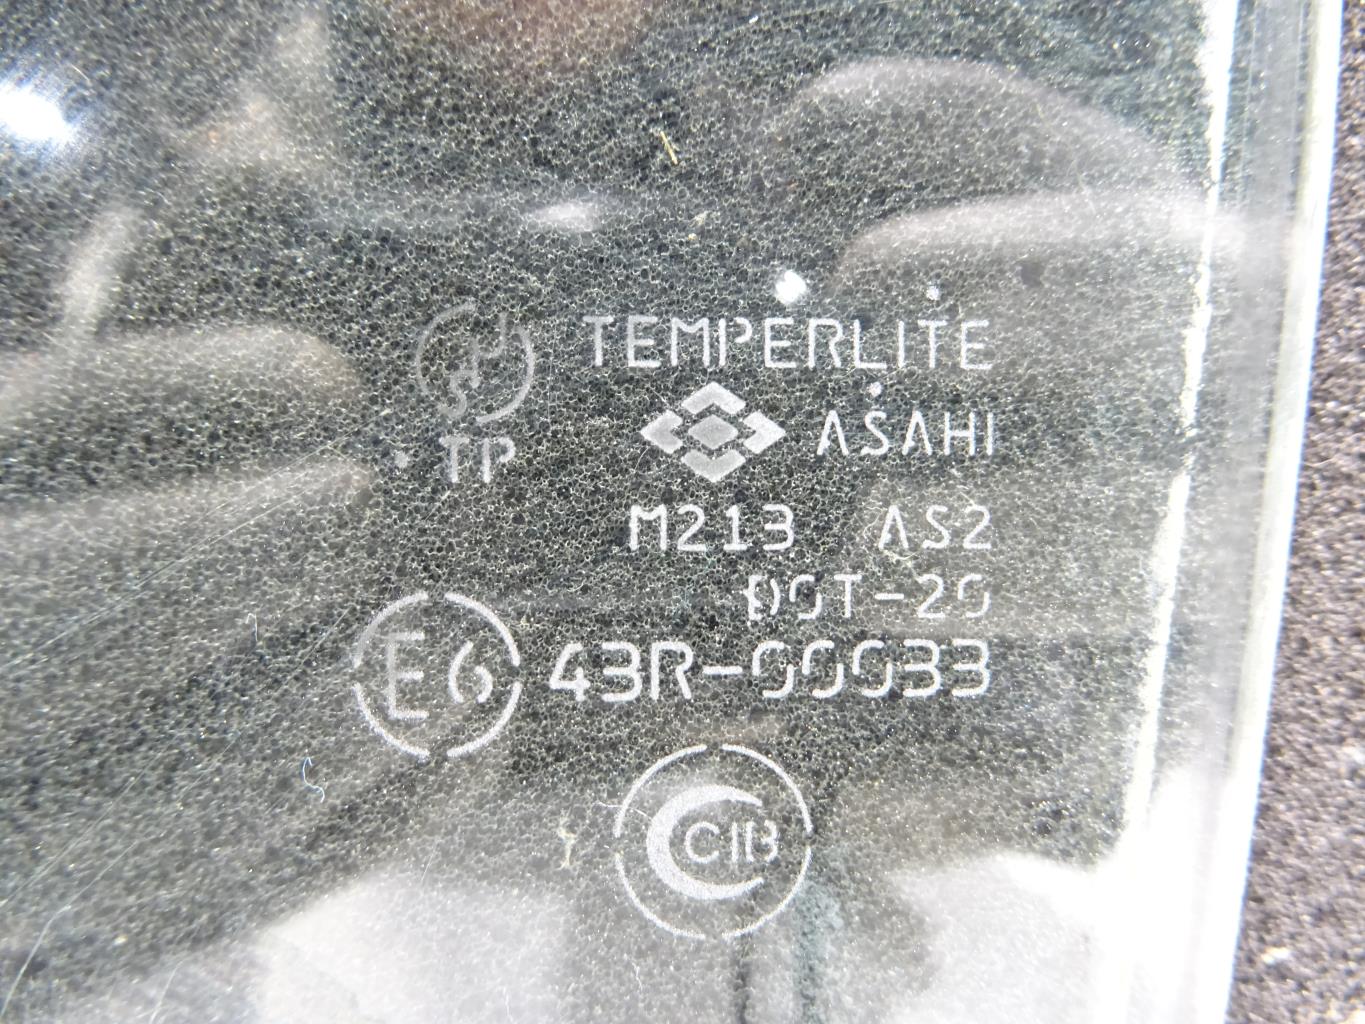 TEMPERLITE
ASAHI
TP
M213 AS2
DOT-20
E6 43R-00033
CIB